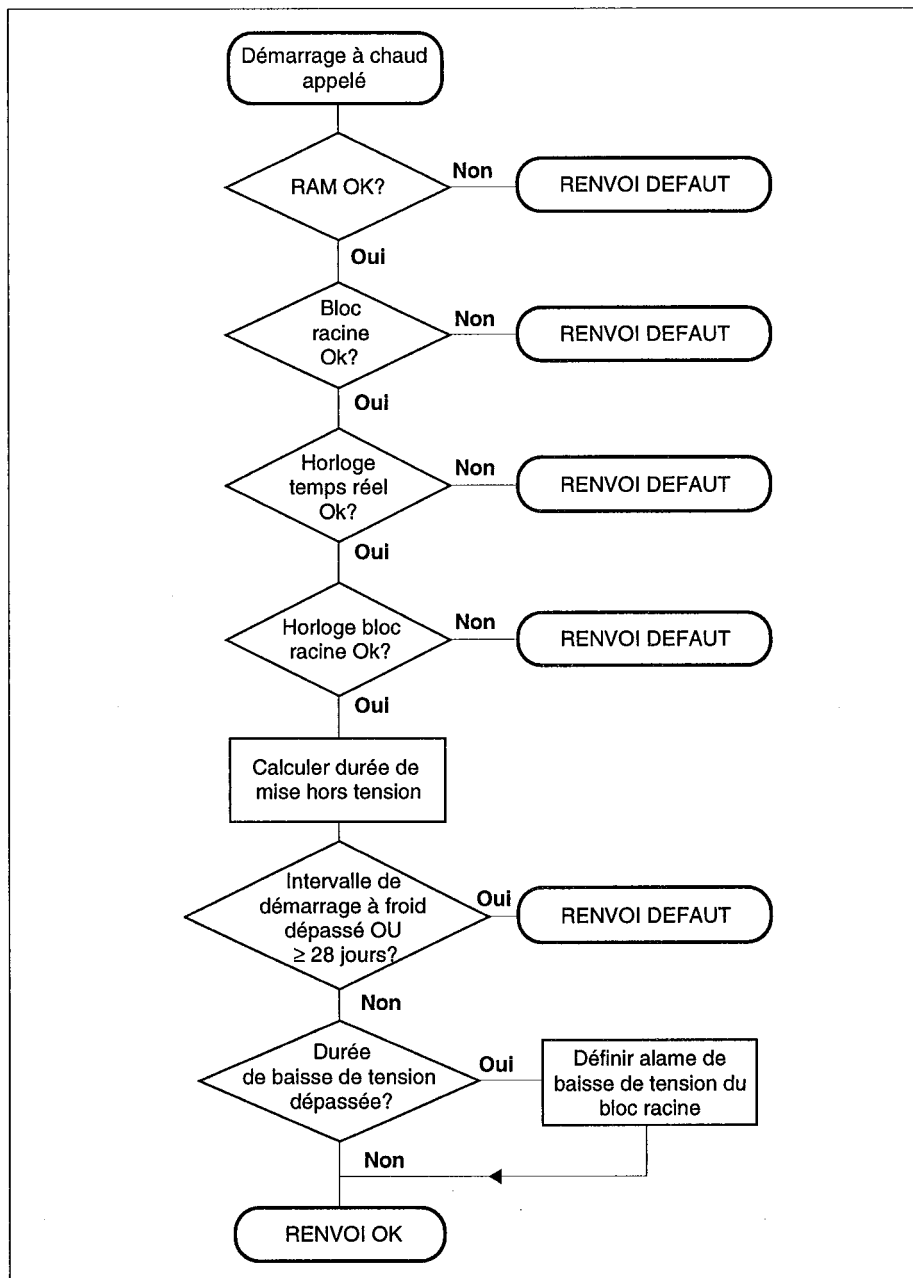 Démarrage à chaud
appelé
RAM OK?
Non
RENVOI DEFAUT
Oui
Bloc
racine
Ok?
Non
RENVOI DEFAUT
Oui
Horloge
temps réel
Ok?
Non
RENVOI DEFAUT
Oui
Horloge bloc
racine Ok?
Non
RENVOI DEFAUT
Oui
Calculer durée de
mise hors tension
Intervalle de
démarrage à froid
dépassé OU
≥ 28 jours?
Oui
RENVOI DEFAUT
Non
Durée
de baisse de tension
dépassée?
Oui
Définir alame de
baisse de tension du
bloc racine
Non
RENVOI OK